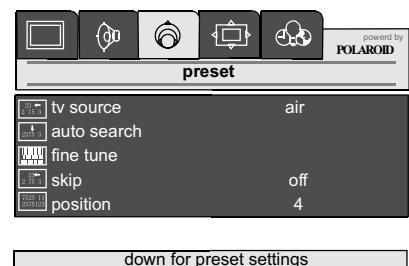 powerd by
POLAROID
preset
tv source air
auto search
fine tune
skip off
position 4
down for preset settings